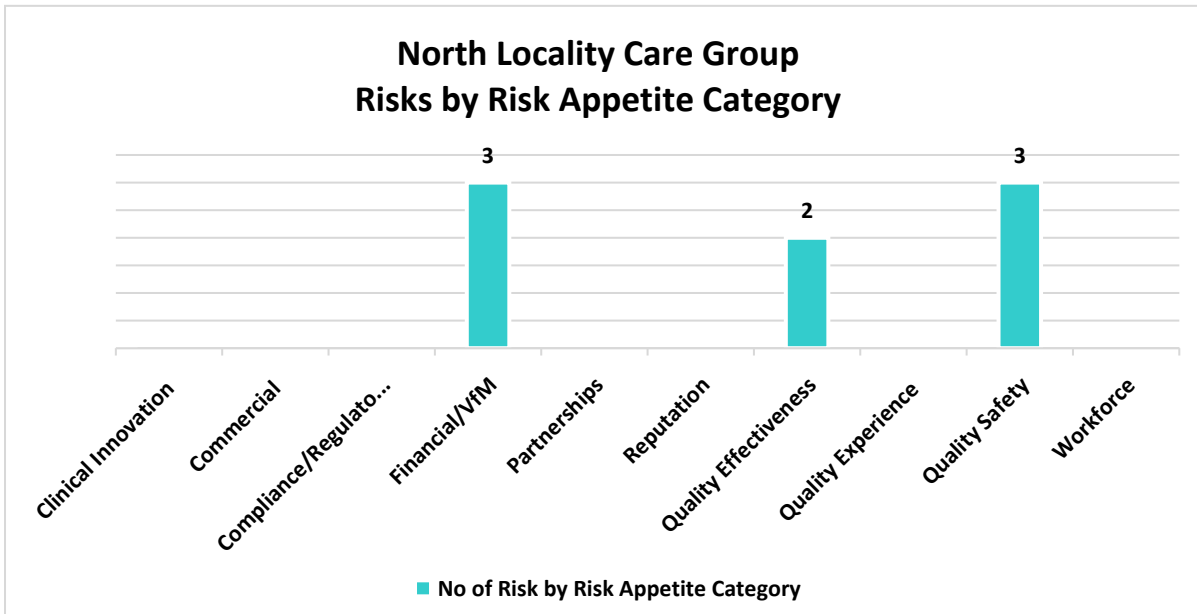 North Locality Care Group
Risks by Risk Appetite Category
3
2
3
Clinical Innovation
Commercial
Compliance/Regulato...
Financial/VfM
Partnerships
Reputation
Quality Effectiveness
Quality Experience
Quality Safety
Workforce
No of Risk by Risk Appetite Category